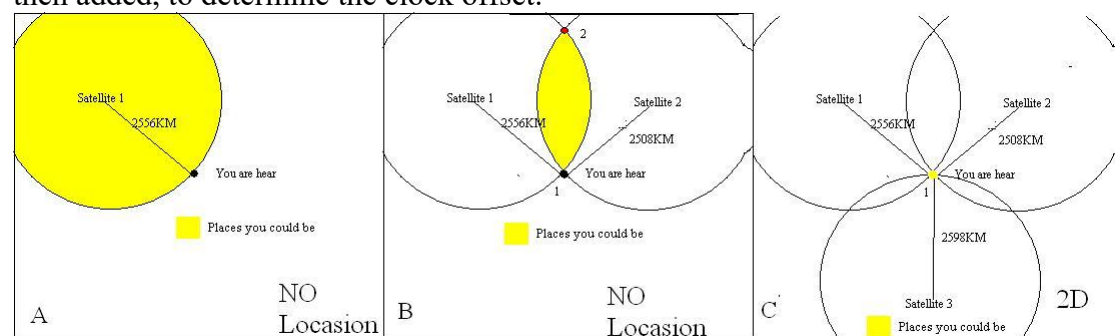 then added, to determine the clock offset.
Satellite 1
2556KM
You are hear
Places you could be
A
NO
Locasion
2
Satellite 1
Satellite 2
2556KM
2508KM
You are hear
1
Places you could be
B
NO
Locasion
Satellite 1
Satellite 2
2556KM
2508KM
You are hear
1
2598KM
C
Satellite 3
2D
Places you could be